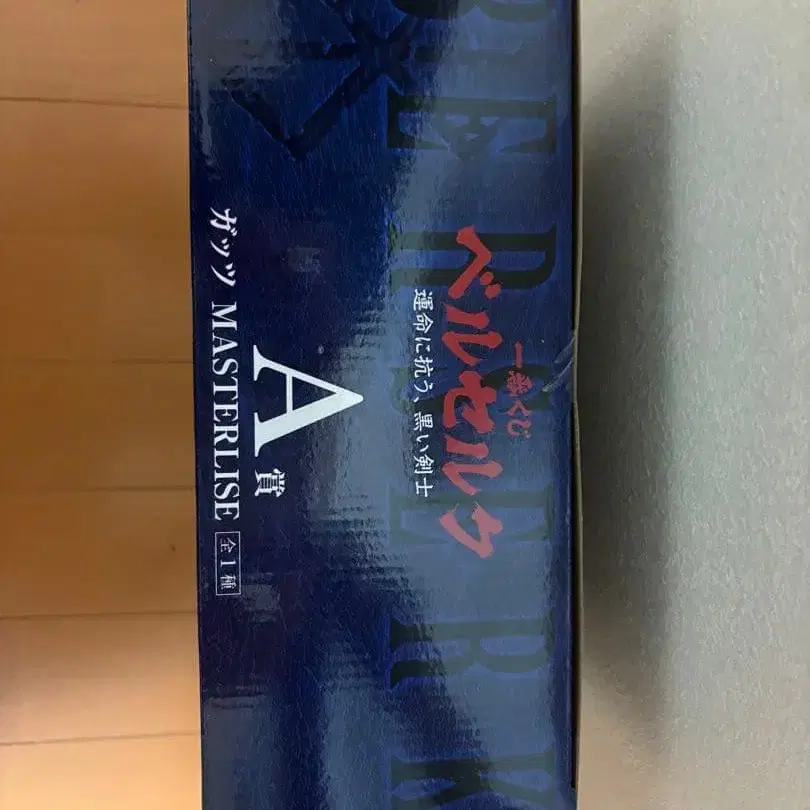 BERSERK
一番くじ
ベルセルク
運命に抗う、黒い剣士
A賞
ガッツ MASTERLISE 全1種